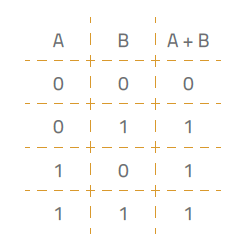 A B A + B
0 0 0
0 1 1
1 0 1
1 1 1